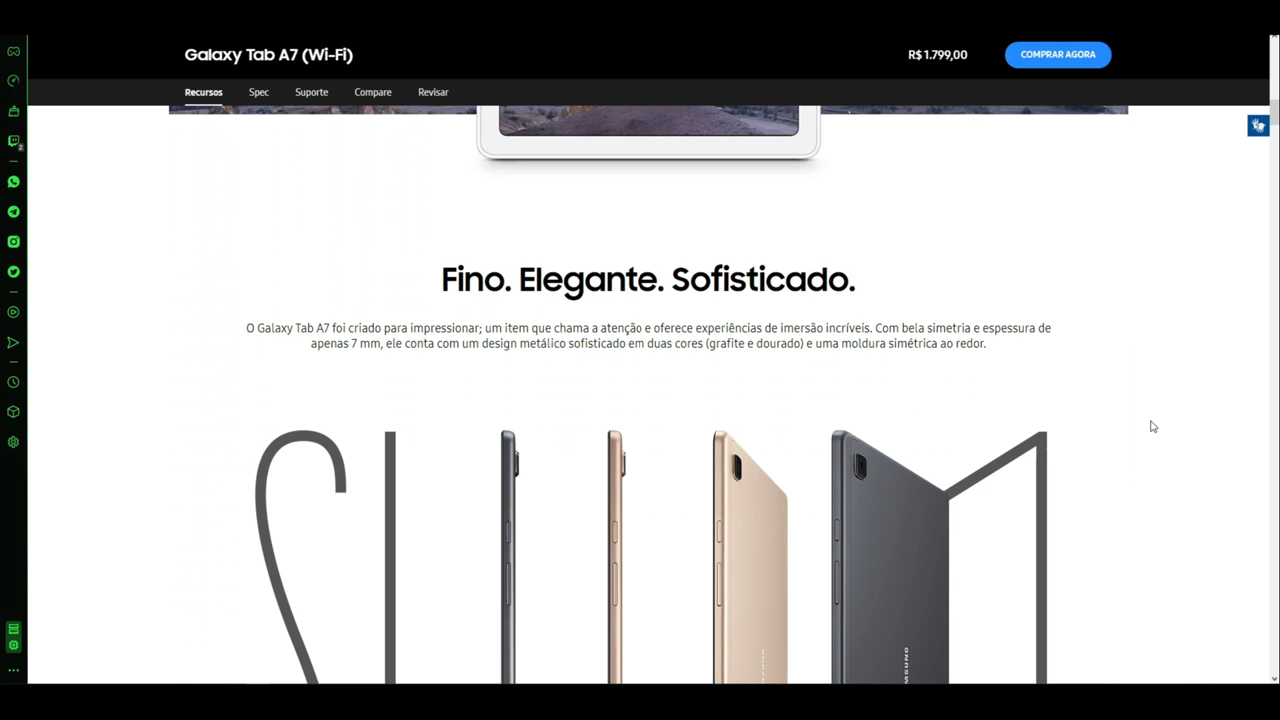 Galaxy Tab A7 (Wi-Fi)
R$ 1.799,00
COMPRAR AGORA
Recursos
Spec
Suporte
Compare
Revisar
2
Fino. Elegante. Sofisticado.
O Galaxy Tab A7 foi criado para impressionar; um item que chama a atenção e oferece experiências de imersão incríveis. Com bela simetria e espessura de
apenas 7 mm, ele conta com um design metálico sofisticado em duas cores (grafite e dourado) e uma moldura simétrica ao redor.